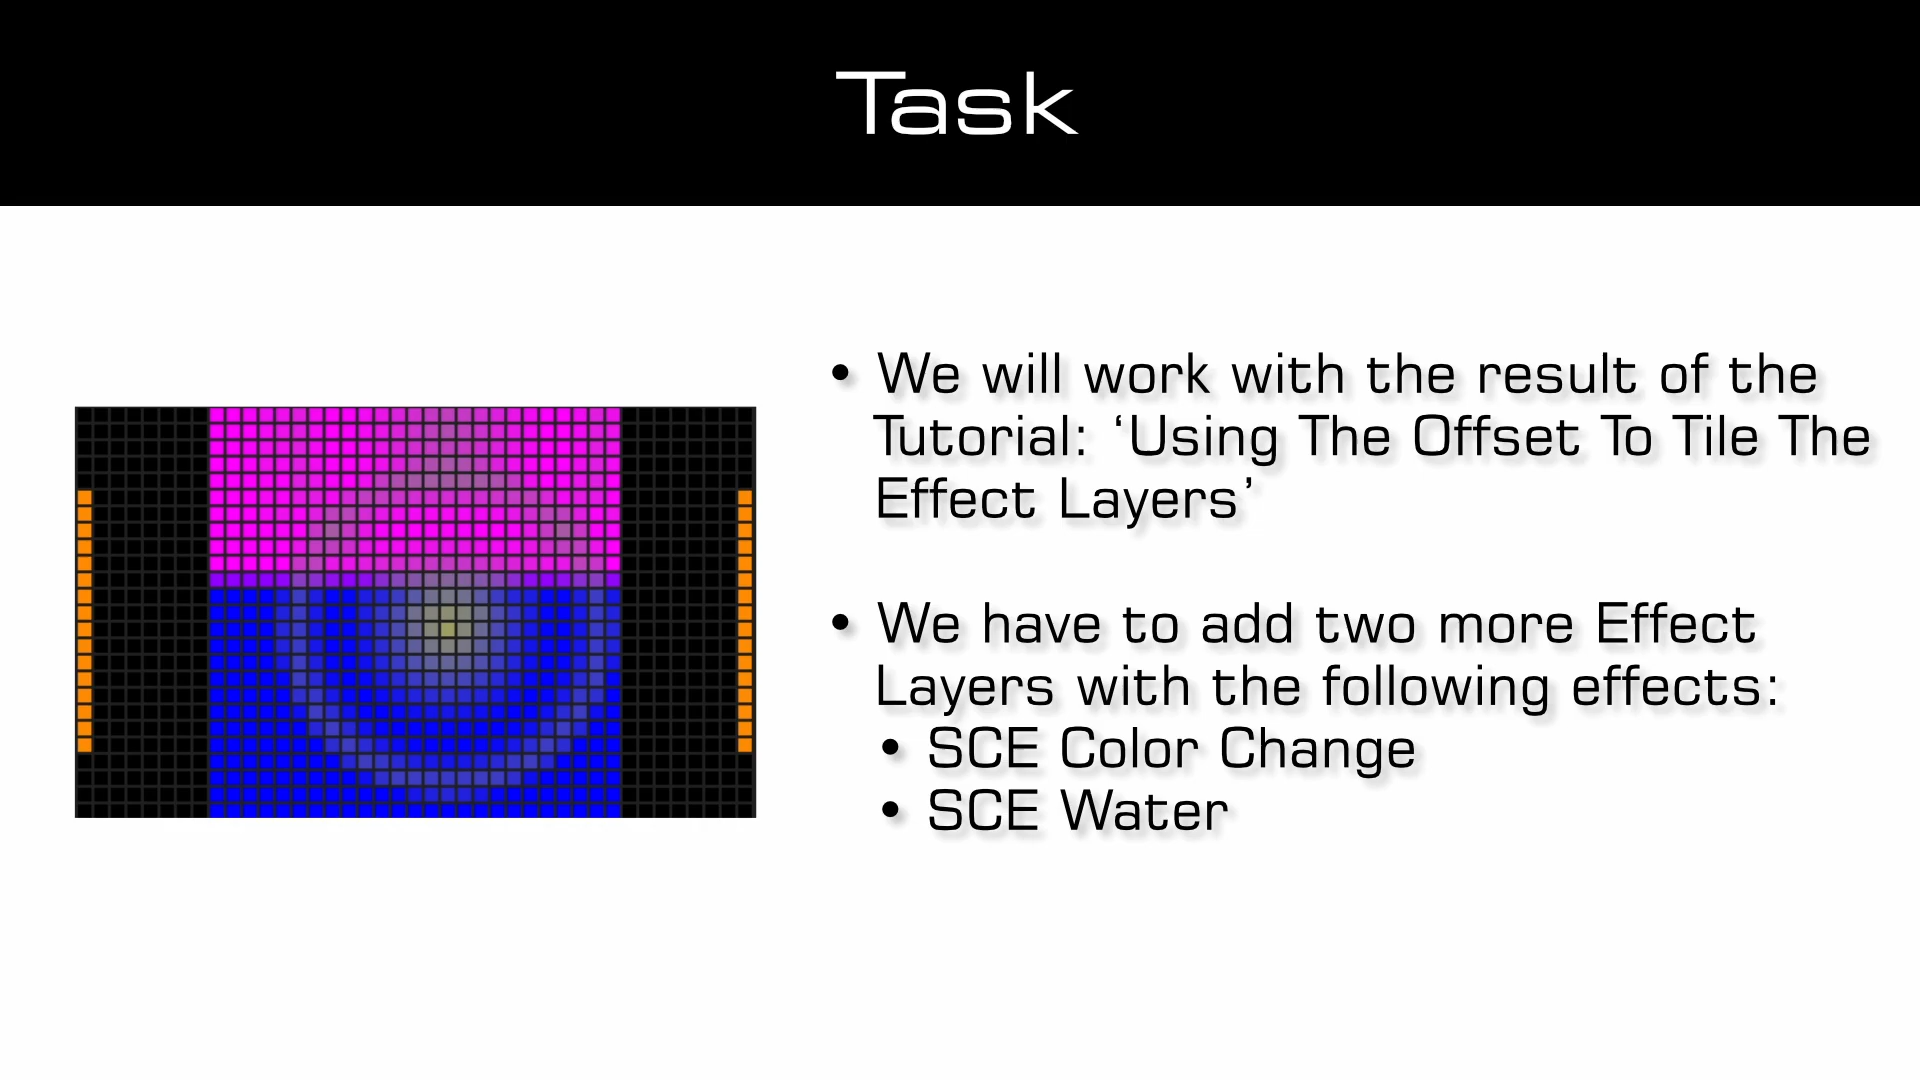 Task
• We will work with the result of the
Tutorial: ‘Using The Offset To Tile The
Effect Layers’
• We have to add two more Effect
Layers with the following effects:
• SCE Color Change
• SCE Water